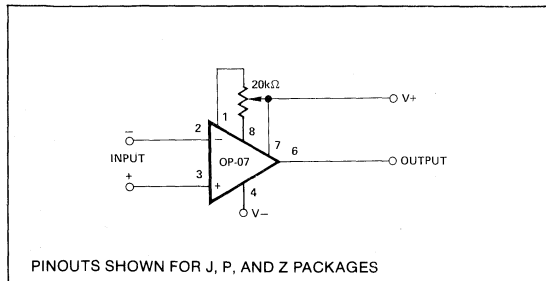 20kΩ
V+
1
8
2
−
−
7
6
INPUT
OP-07
OUTPUT
+
3
+
4
V−
PINOUTS SHOWN FOR J, P, AND Z PACKAGES